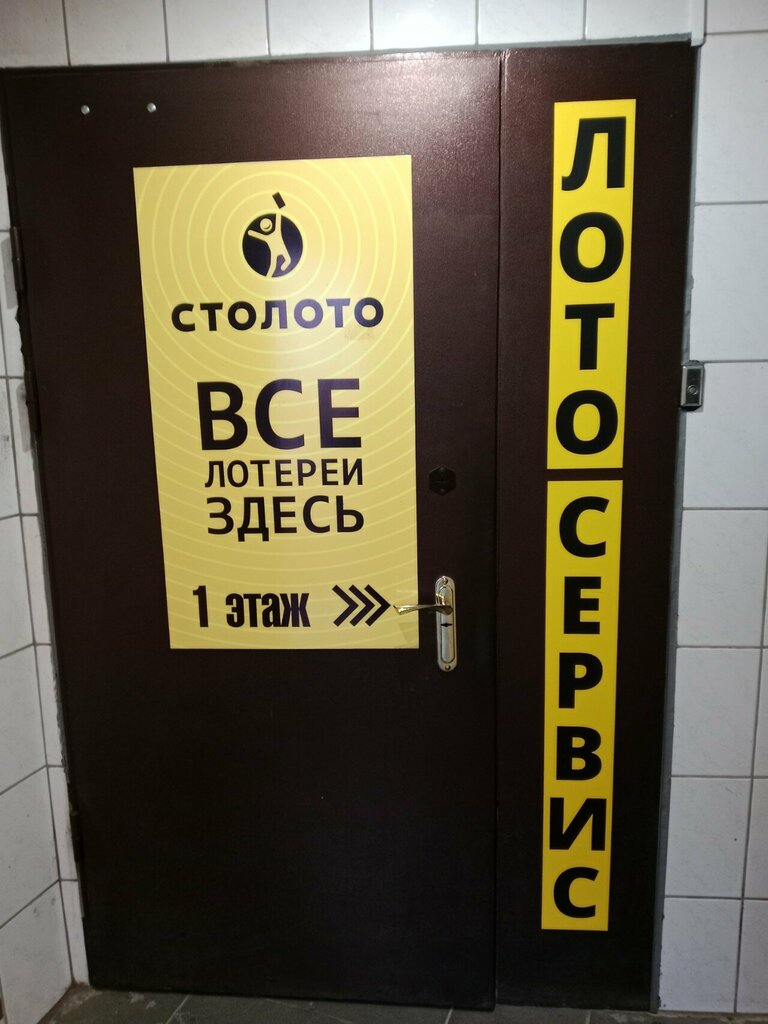 СТОЛОТО
ВСЕ
ЛОТЕРЕИ
ЗДЕСЬ
1 этаж >>>
ЛОТО
СЕРВИС